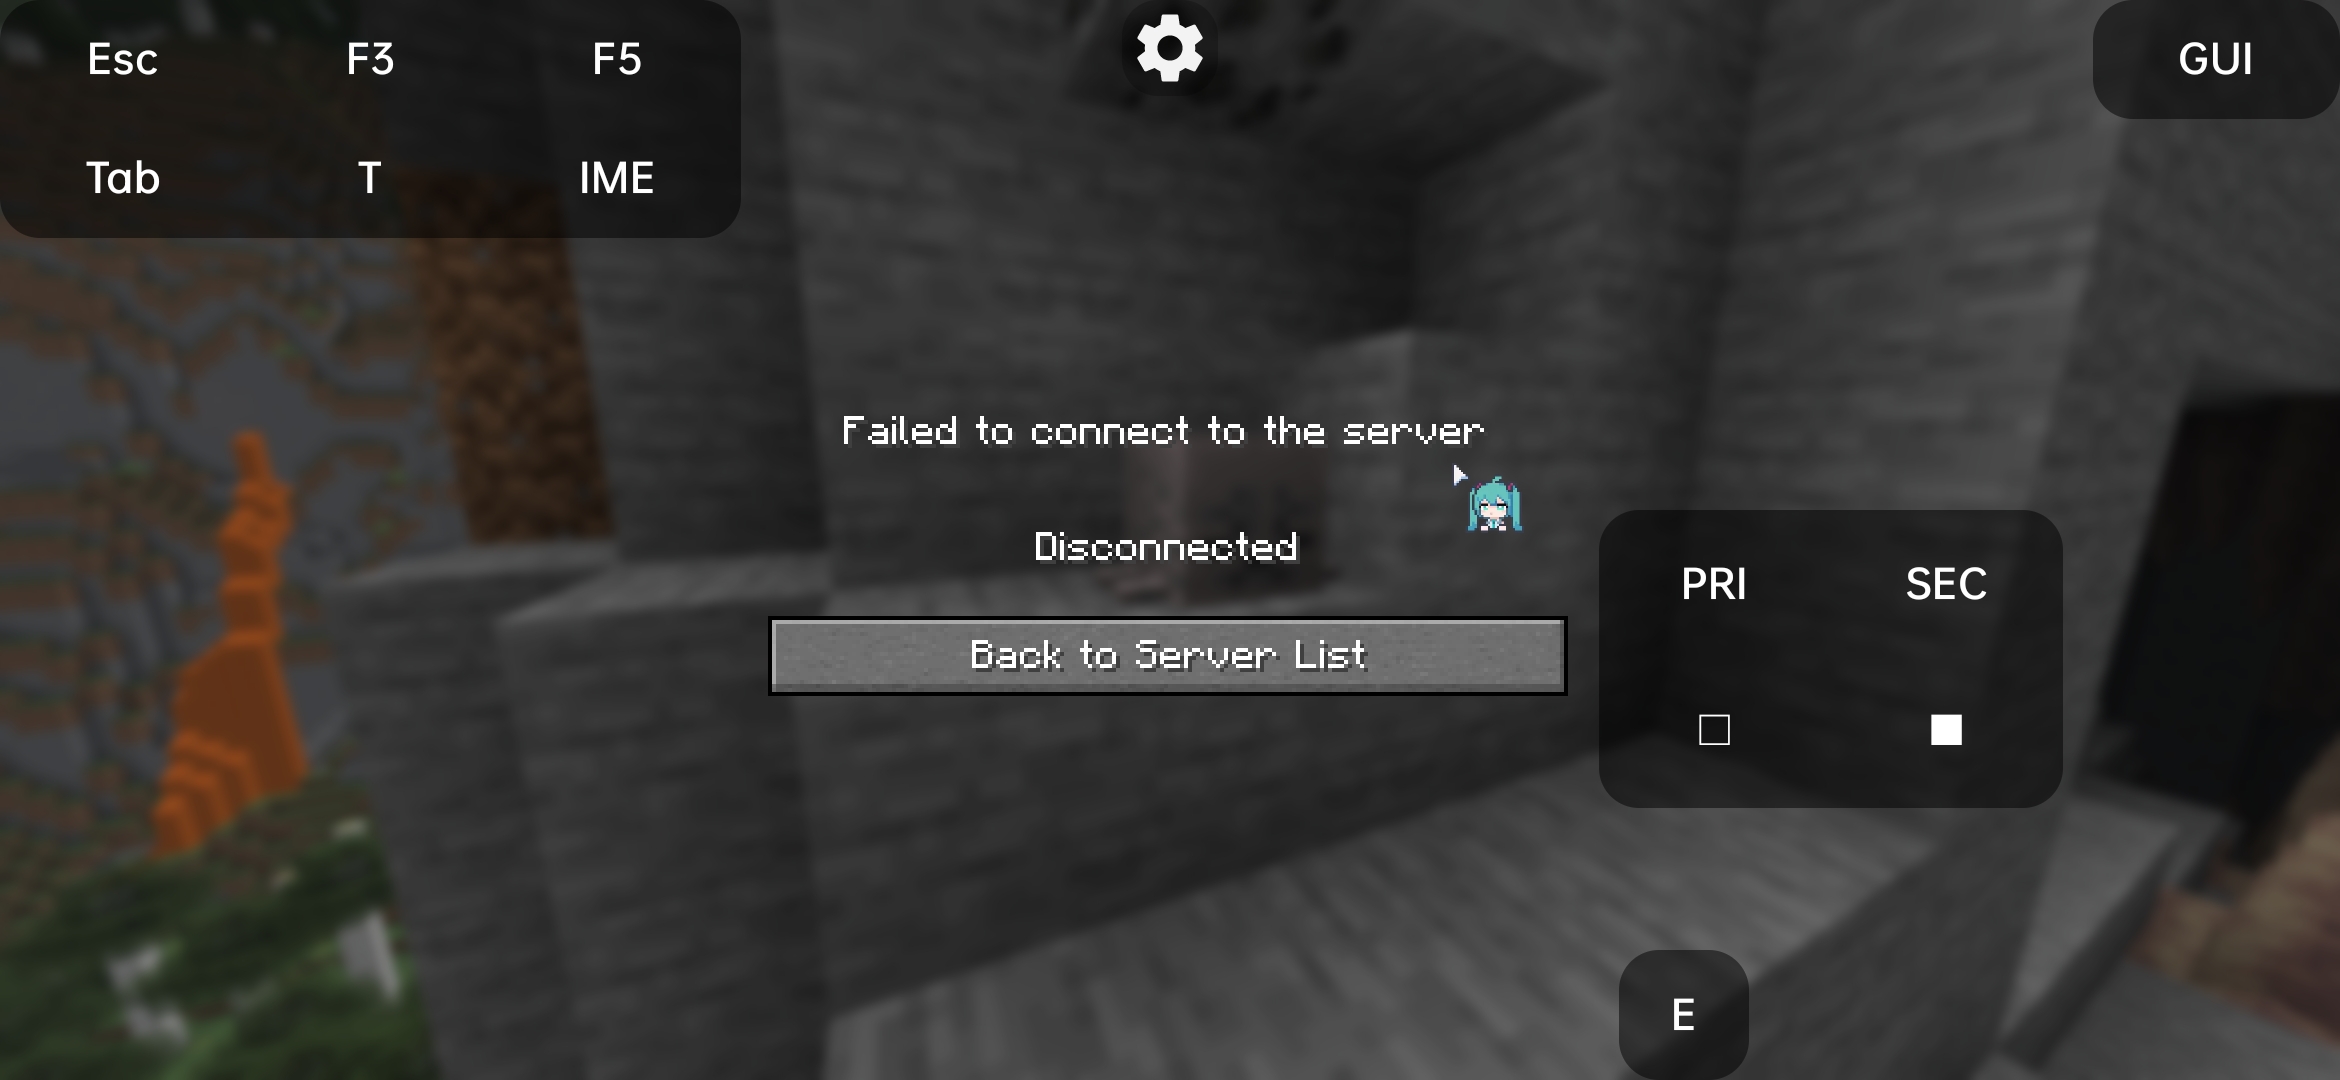 Esc F3 F5
GUI
Tab T IME
Failed to connect to the server
Disconnected
PRI SEC
Back to Server List
E